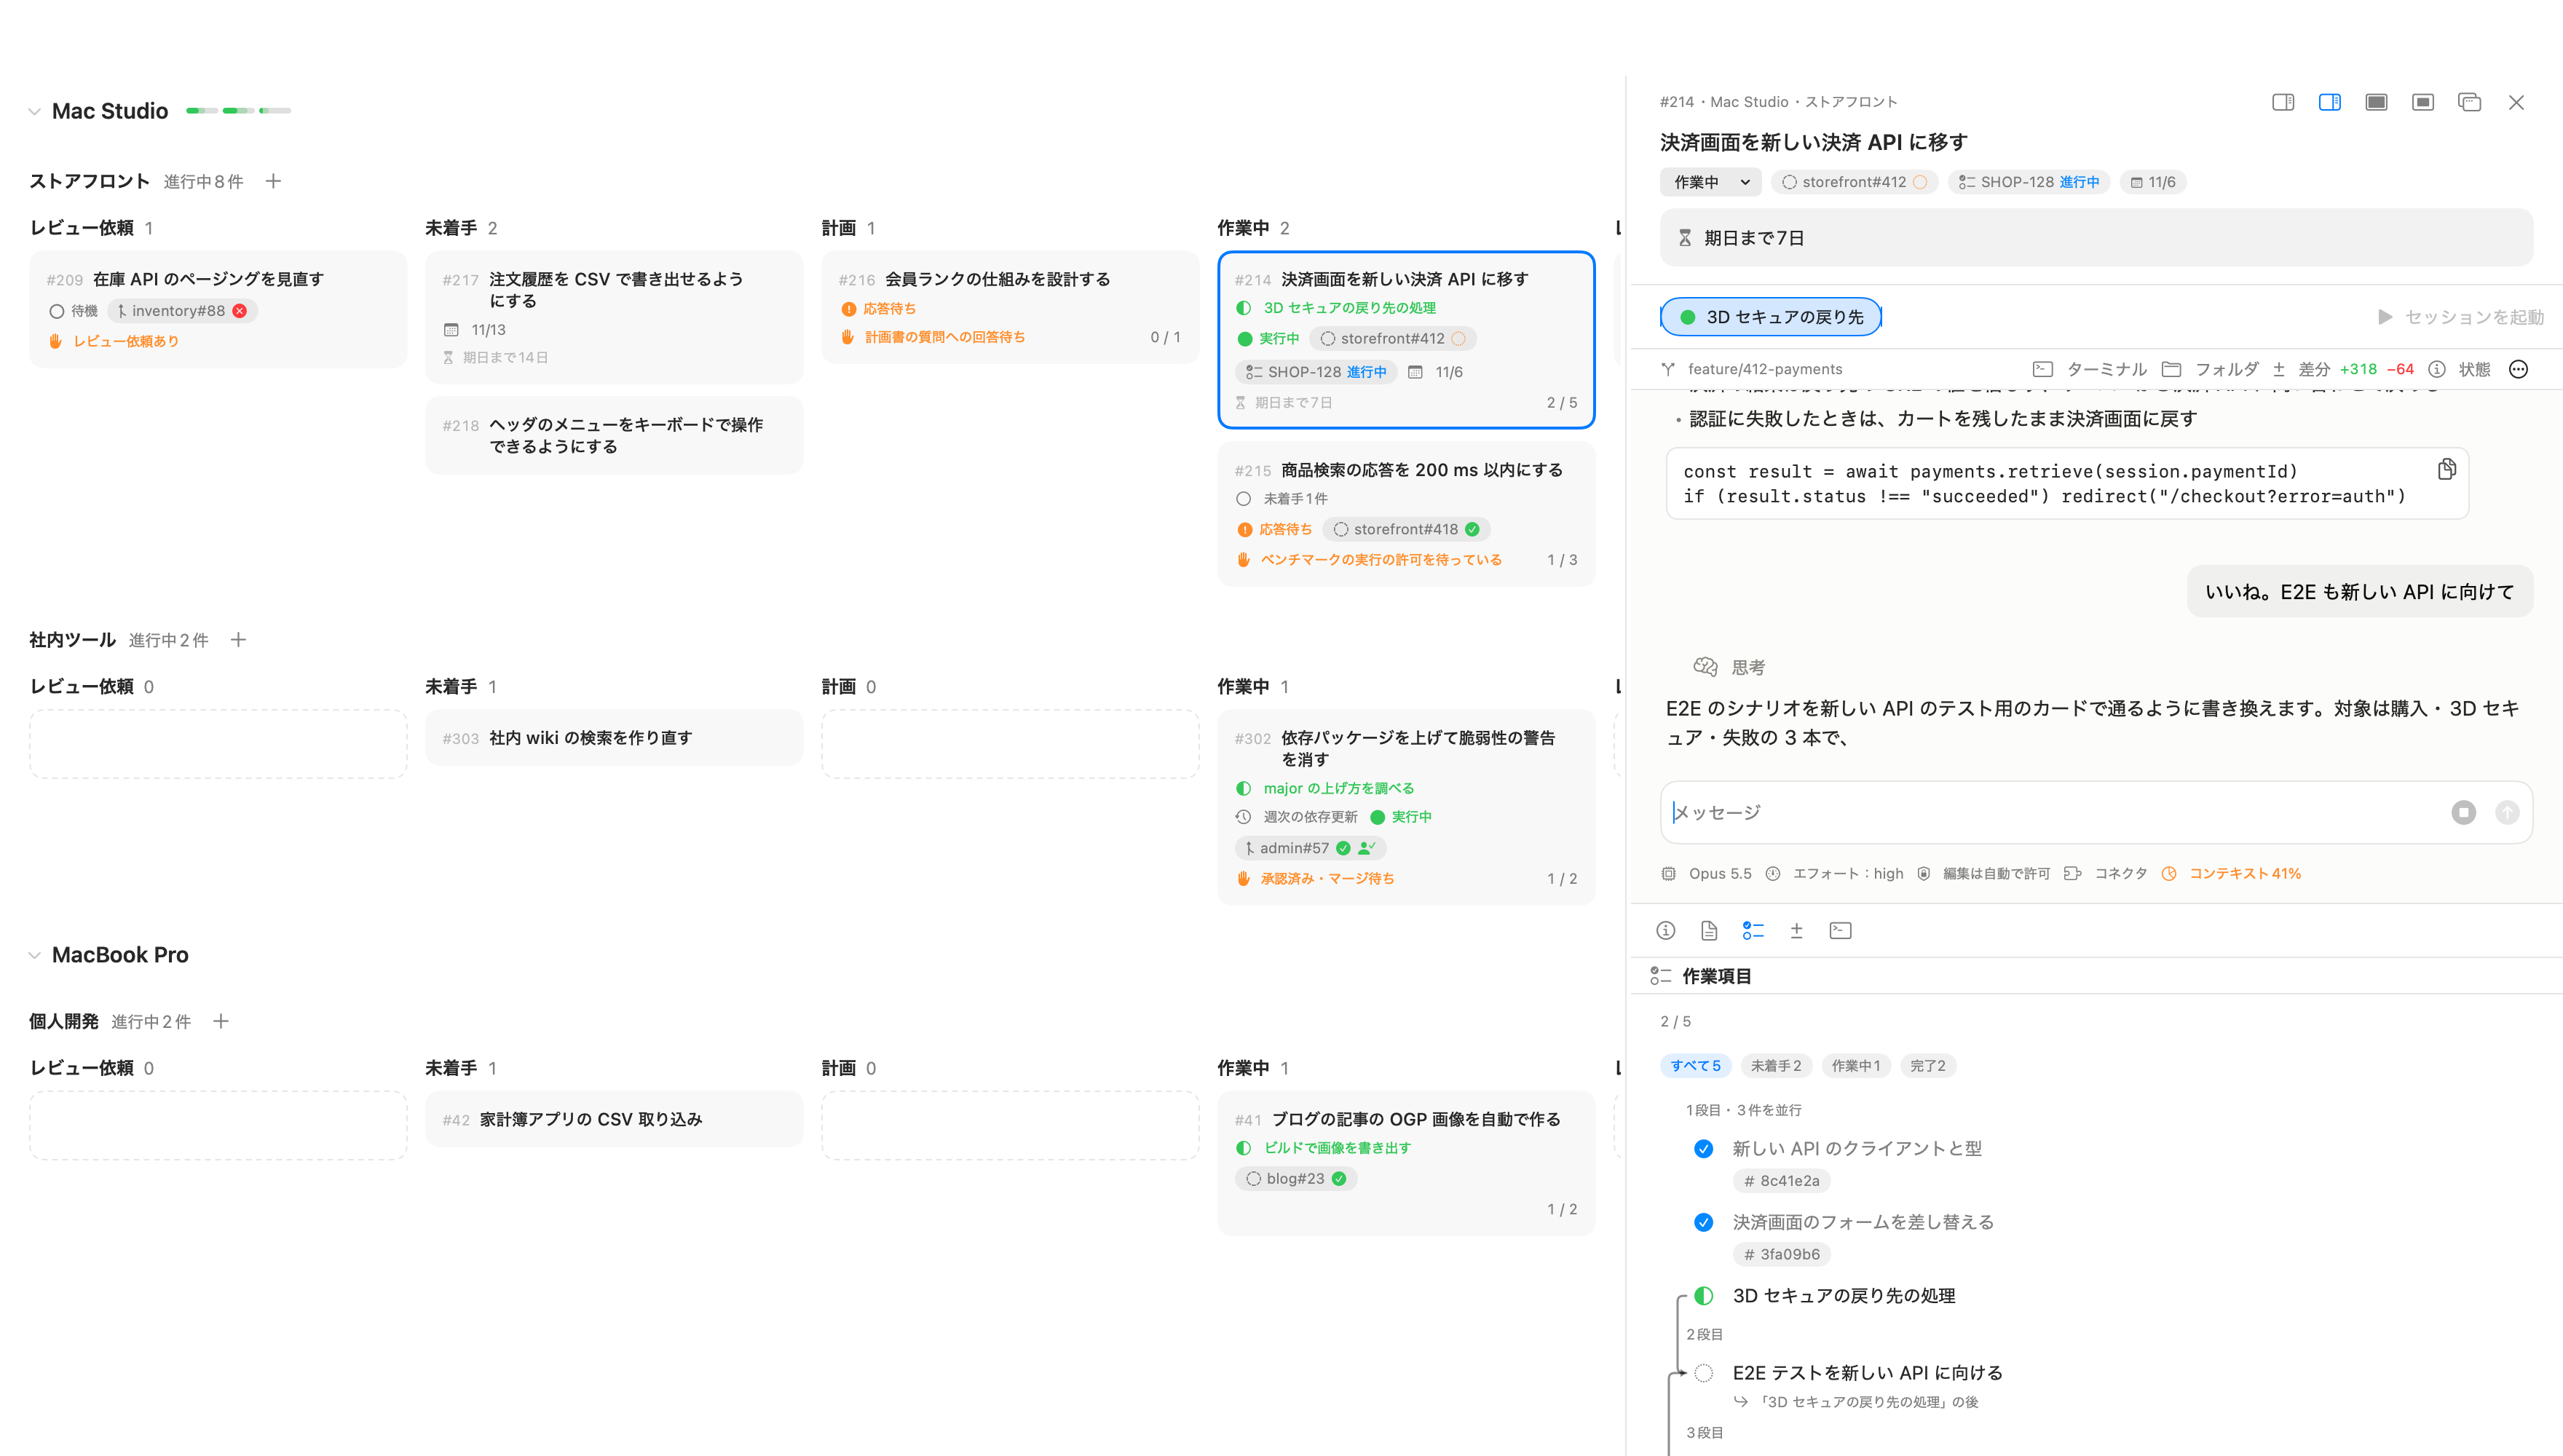 Mac Studio
ストアフロント 進行中8件
レビュー依頼 1
#209 在庫 API のページングを見直す
待機 inventory#88
レビュー依頼あり
未着手 2
#217 注文履歴を CSV で書き出せるよう
にする
11/13
期日まで14日
#218 ヘッダのメニューをキーボードで操作
できるようにする
計画 1
#216 会員ランクの仕組みを設計する
応答待ち
計画書の質問への回答待ち 0 / 1
作業中 2
#214 決済画面を新しい決済 API に移す
3D セキュアの戻り先の処理
実行中 storefront#412
SHOP-128 進行中 11/6
期日まで7日 2 / 5
#215 商品検索の応答を 200 ms 以内にする
未着手1件
応答待ち storefront#418
ベンチマークの実行の許可を待っている 1 / 3
社内ツール 進行中2件
レビュー依頼 0
未着手 1
#303 社内 wiki の検索を作り直す
計画 0
作業中 1
#302 依存パッケージを上げて脆弱性の警告
を消す
major の上げ方を調べる
週次の依存更新 実行中
admin#57
承認済み・マージ待ち 1 / 2
MacBook Pro
個人開発 進行中2件
レビュー依頼 0
未着手 1
#42 家計簿アプリの CSV 取り込み
計画 0
作業中 1
#41 ブログの記事の OGP 画像を自動で作る
ビルドで画像を書き出す
blog#23
1 / 2
#214・Mac Studio・ストアフロント
決済画面を新しい決済 API に移す
作業中 storefront#412 SHOP-128 進行中 11/6
期日まで7日
3D セキュアの戻り先
セッションを起動
feature/412-payments ターミナル フォルダ 差分 +318 −64 状態
・認証に失敗したときは、カートを残したまま決済画面に戻す
const result = await payments.retrieve(session.paymentId)
if (result.status !== "succeeded") redirect("/checkout?error=auth")
いいね。E2E も新しい API に向けて
思考
E2E のシナリオを新しい API のテスト用のカードで通るように書き換えます。対象は購入・3D セキ
ュア・失敗の 3 本で、
メッセージ
Opus 5.5 エフォート：high 編集は自動で許可 コネクタ コンテキスト41%
作業項目
2 / 5
すべて5 未着手2 作業中1 完了2
1段目・3件を並行
新しい API のクライアントと型
# 8c41e2a
決済画面のフォームを差し替える
# 3fa09b6
3D セキュアの戻り先の処理
2段目
E2E テストを新しい API に向ける
「3D セキュアの戻り先の処理」の後
3段目